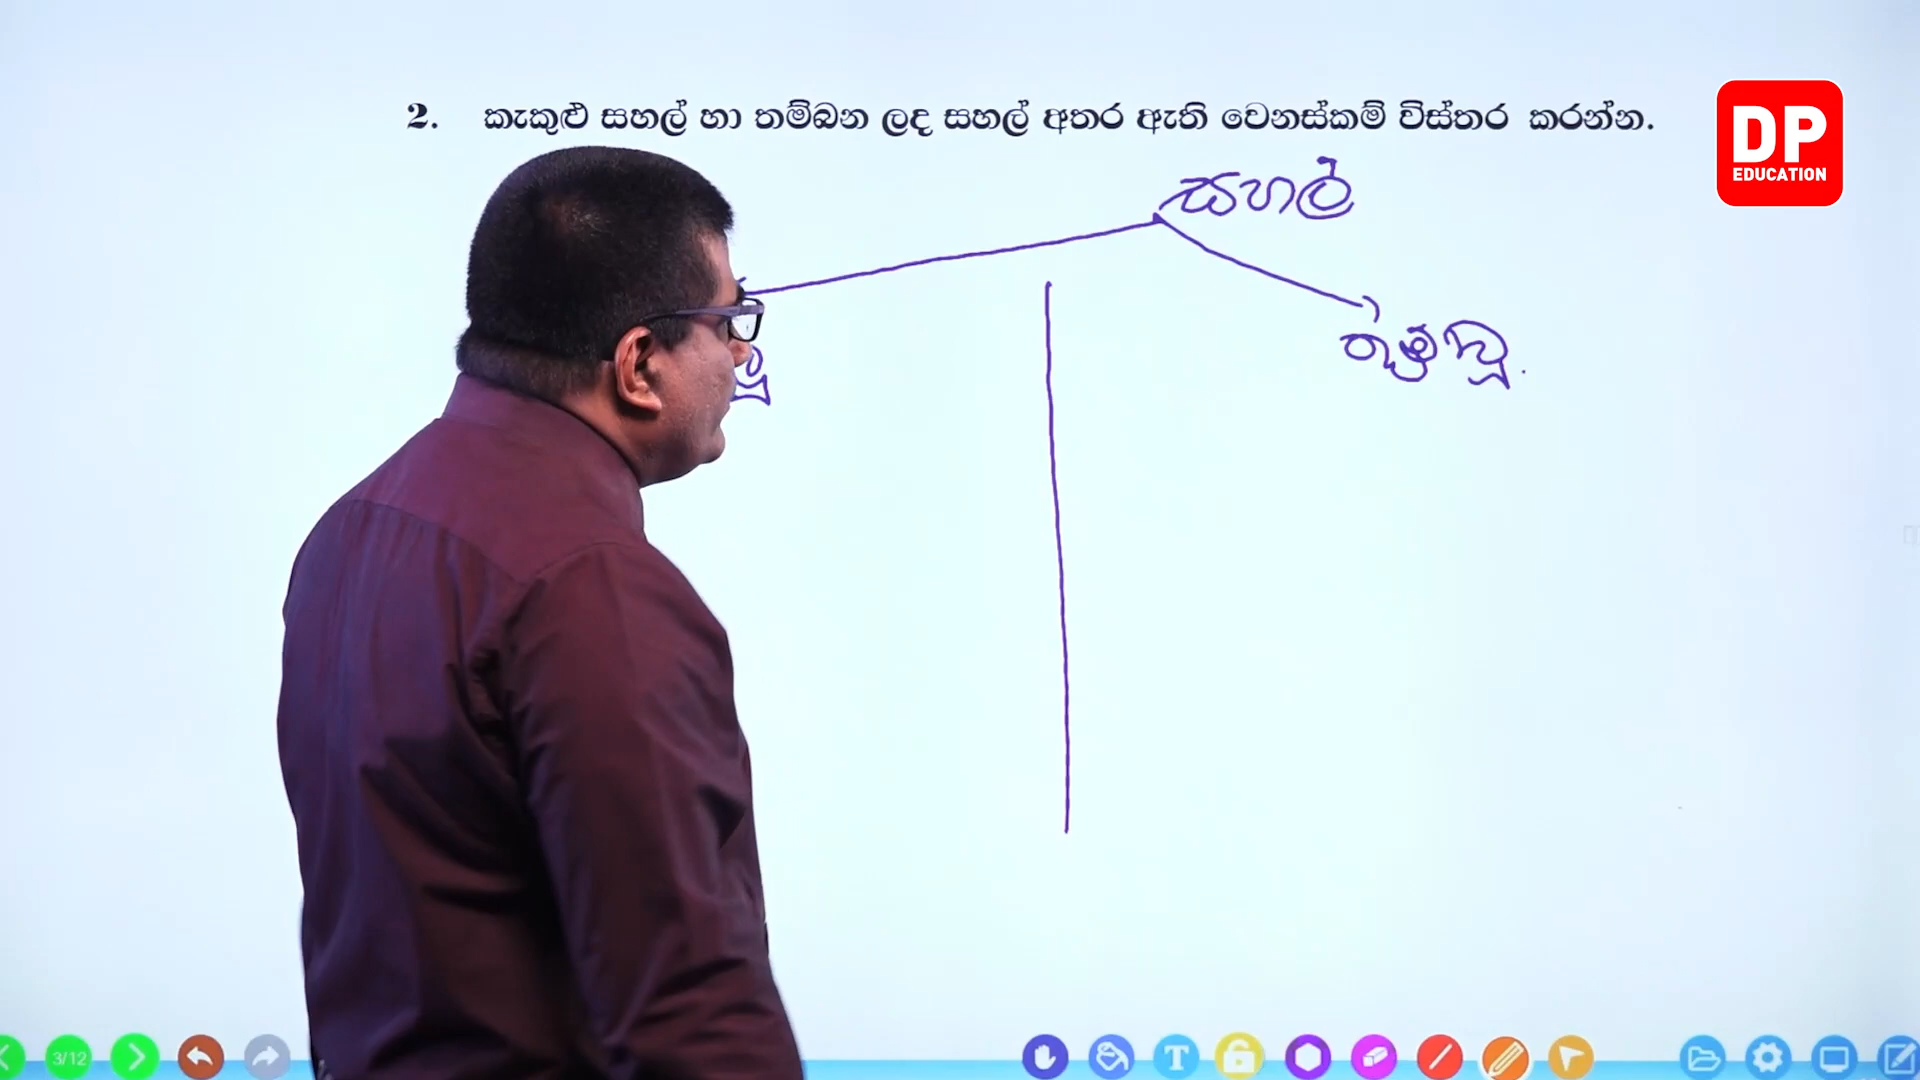 2. කැකුළු සහල් හා තම්බන ලද සහල් අතර ඇති වෙනස්කම් විස්තර කරන්න.
DP
EDUCATION
සහල්
3/12
T